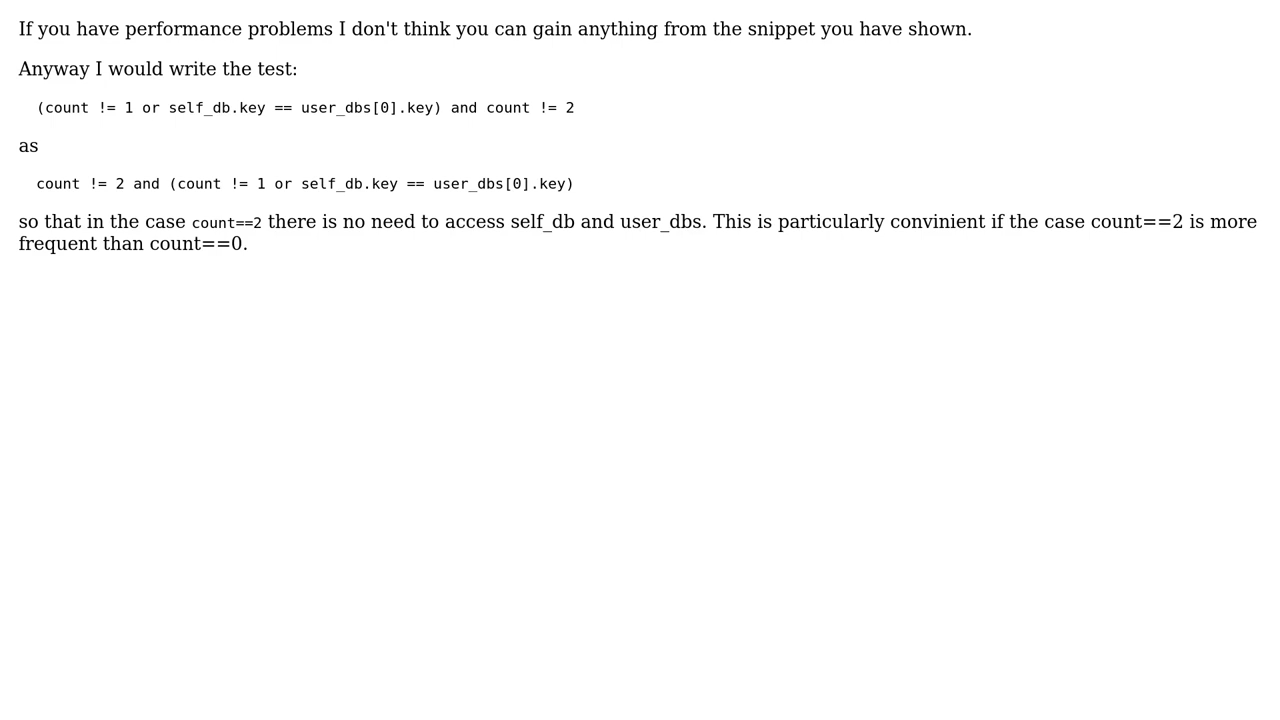 If you have performance problems I don't think you can gain anything from the snippet you have shown.
Anyway I would write the test:
(count != 1 or self_db.key == user_dbs[0].key) and count != 2
as
count != 2 and (count != 1 or self_db.key == user_dbs[0].key)
so that in the case count==2 there is no need to access self_db and user_dbs. This is particularly convinient if the case count==2 is more
frequent than count==0.